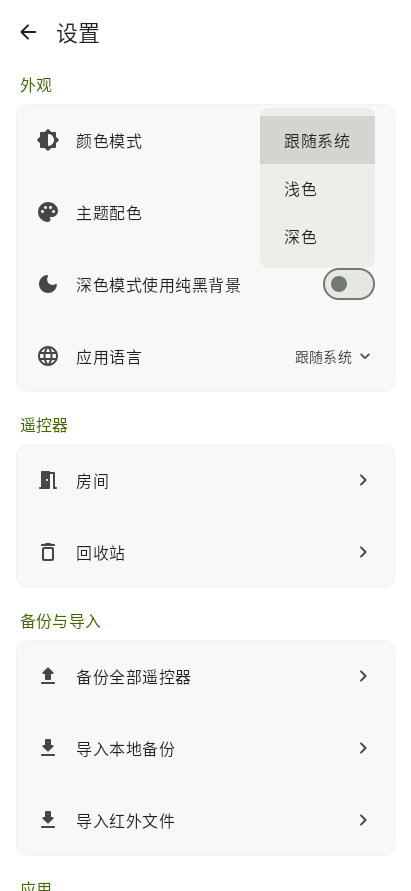 设置
外观
颜色模式
跟随系统
浅色
主题配色
深色
深色模式使用纯黑背景
应用语言
跟随系统
遥控器
房间
回收站
备份与导入
备份全部遥控器
导入本地备份
导入红外文件
应用